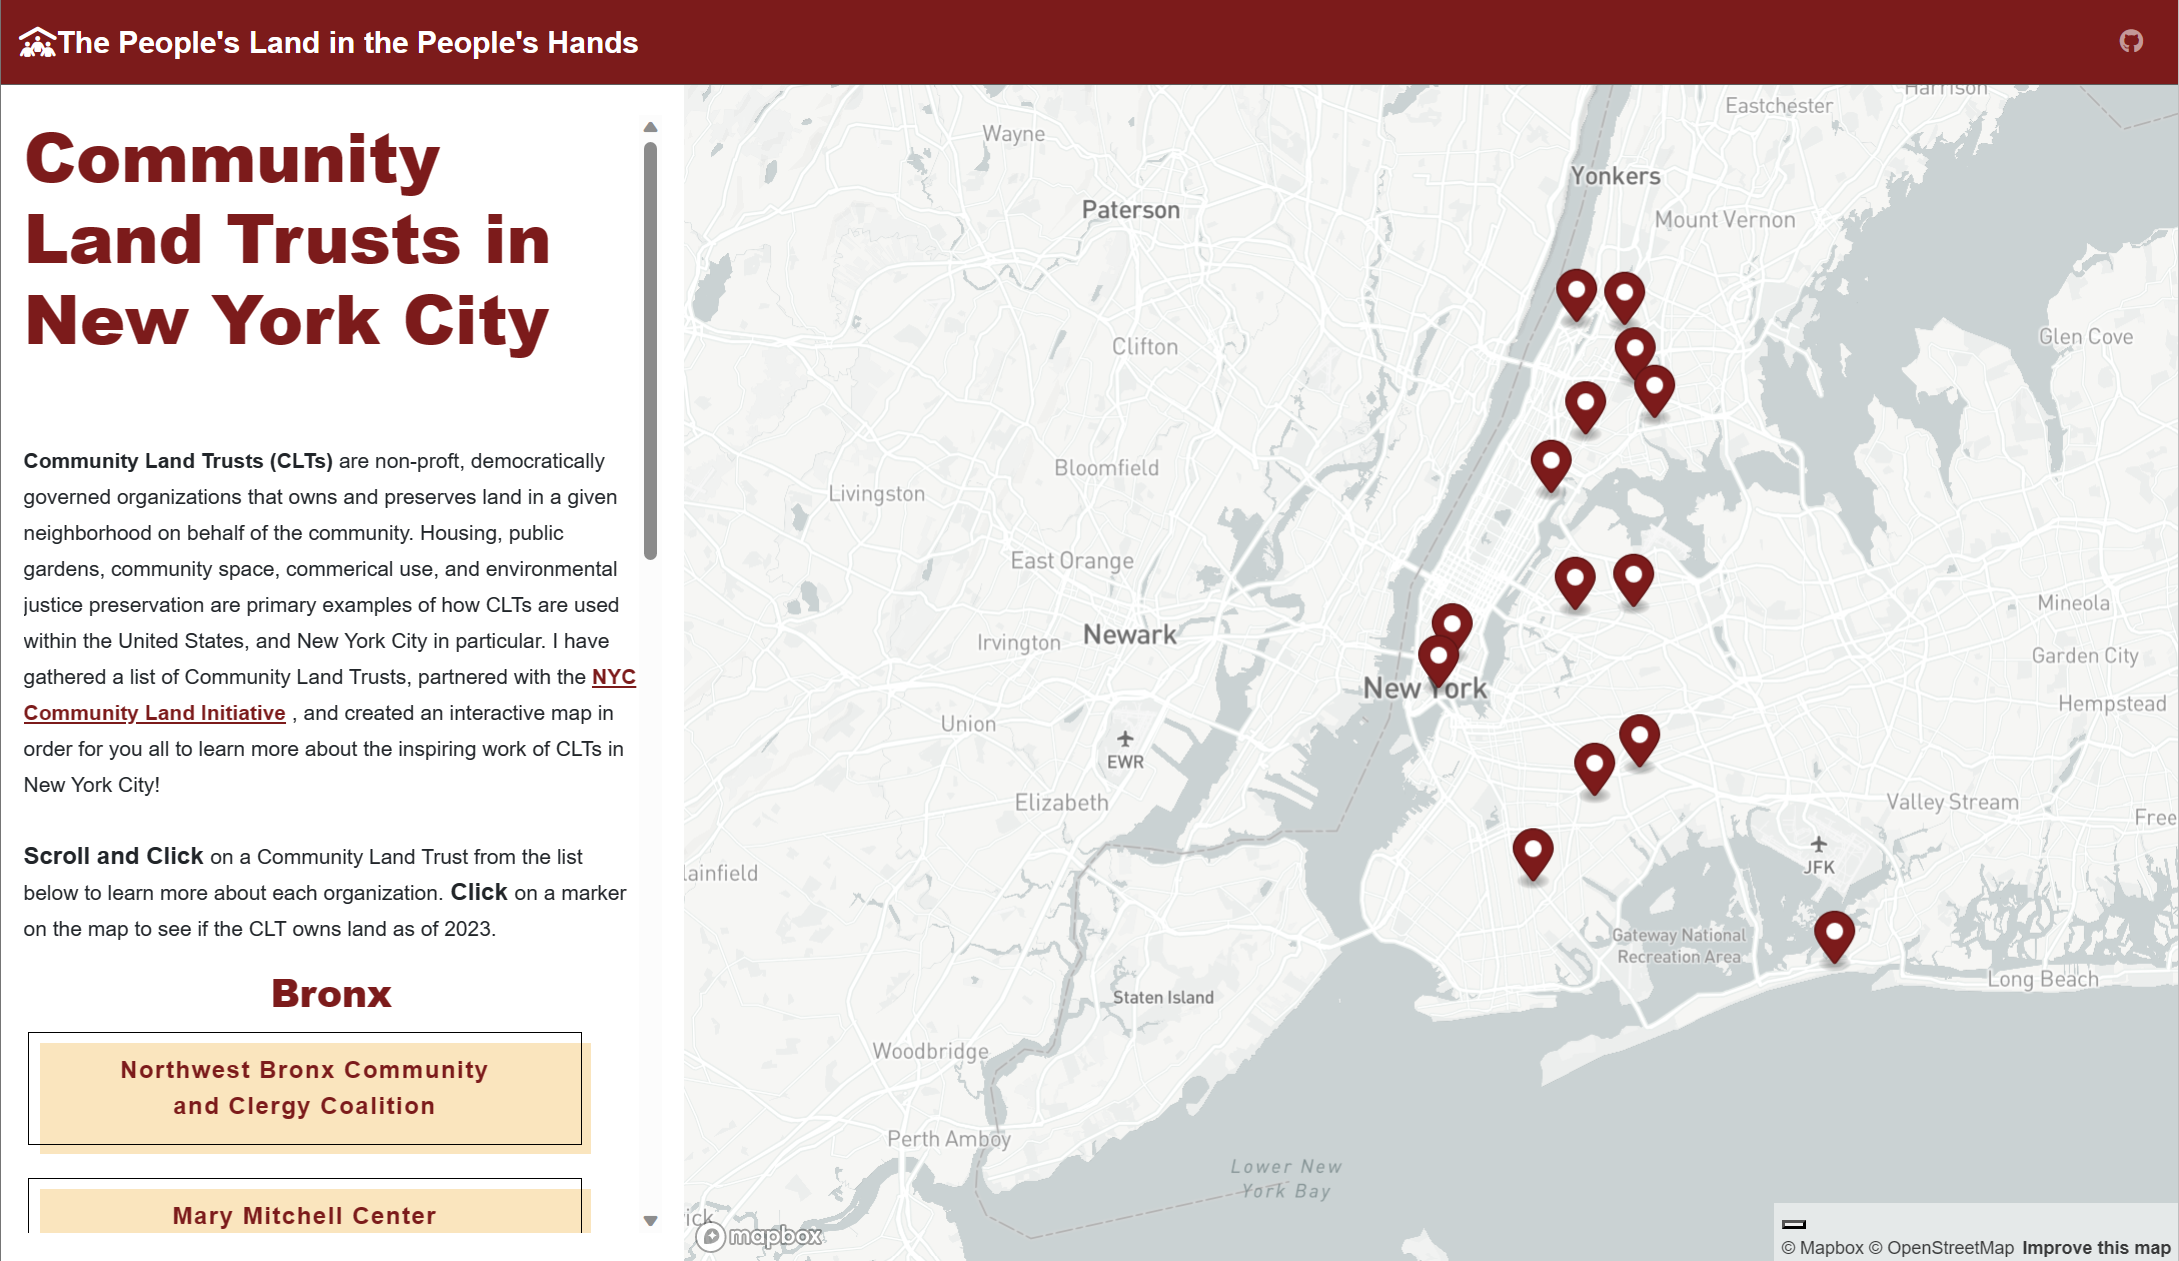 The People's Land in the People's Hands
Community
Land Trusts in
New York City
Community Land Trusts (CLTs) are non-proft, democratically
governed organizations that owns and preserves land in a given
neighborhood on behalf of the community. Housing, public
gardens, community space, commerical use, and environmental
justice preservation are primary examples of how CLTs are used
within the United States, and New York City in particular. I have
gathered a list of Community Land Trusts, partnered with the NYC
Community Land Initiative , and created an interactive map in
order for you all to learn more about the inspiring work of CLTs in
New York City!
Scroll and Click on a Community Land Trust from the list
below to learn more about each organization. Click on a marker
on the map to see if the CLT owns land as of 2023.
Bronx
Northwest Bronx Community
and Clergy Coalition
Mary Mitchell Center
Harrison
Eastchester
Wayne
Yonkers
Paterson
Mount Vernon
Glen Cove
Clifton
Bloomfield
Livingston
East Orange
Mineola
Newark
Irvington
Garden City
New York
Hempstead
Union
EWR
Elizabeth
Valley Stream
Free
JFK
lainfield
Gateway National
Recreation Area
Long Beach
Staten Island
Woodbridge
Perth Amboy
Lower New
York Bay
ick
mapbox
© Mapbox © OpenStreetMap Improve this map